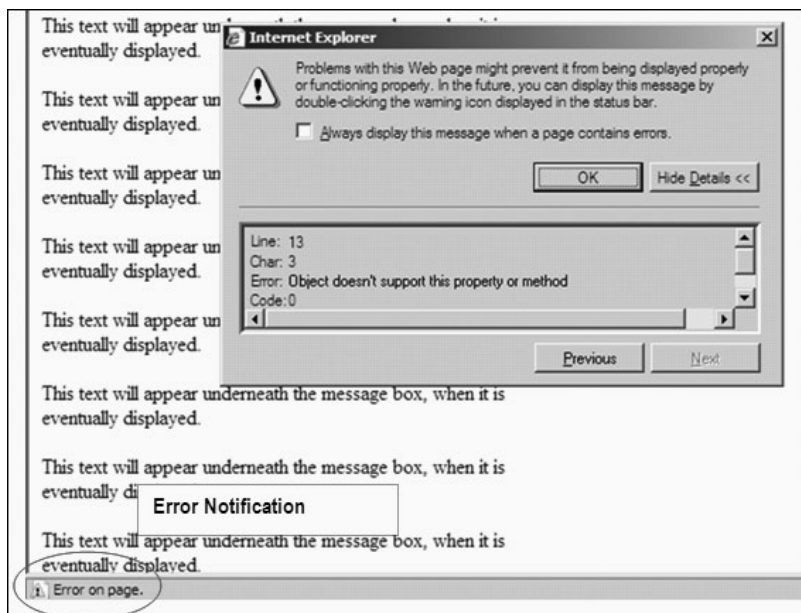 This text will appear un
eventually displayed.
This text will appear un
eventually displayed.
This text will appear un
eventually displayed.
This text will appear un
eventually displayed.
This text will appear un
eventually displayed.
This text will appear underneath the message box, when it is
eventually displayed.
This text will appear underneath the message box, when it is
eventually di
This text will appear underneath the message box, when it is
eventually displayed.
Internet Explorer
Problems with this Web page might prevent it from being displayed properly
or functioning properly. In the future, you can display this message by
double-clicking the warning icon displayed in the status bar.
Always display this message when a page contains errors.
OK
Hide Details <<
Line: 13
Char: 3
Error: Object doesn't support this property or method
Code:0
Previous
Next
Error Notification
Error on page.